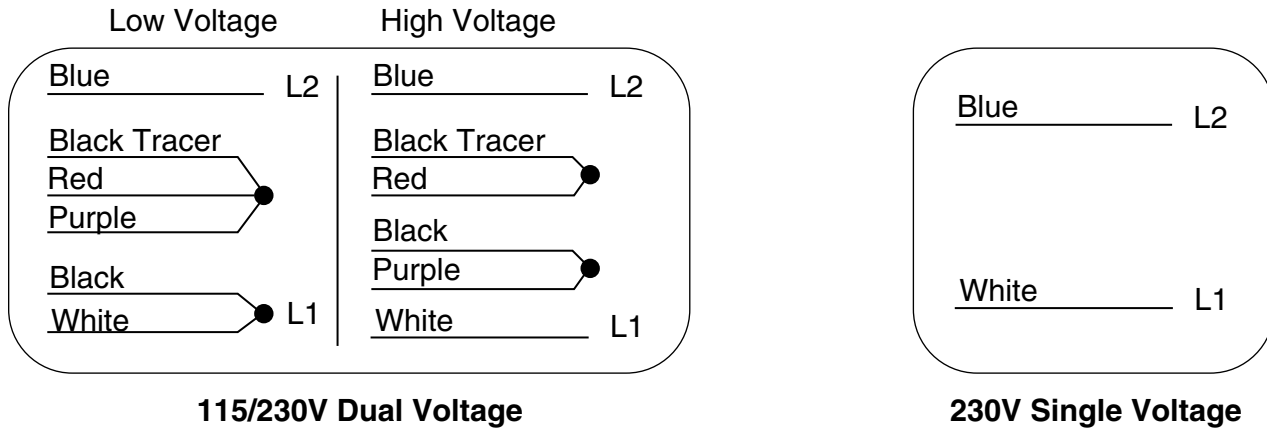 Low Voltage
Blue
L2
Black Tracer
Red
Purple
Black
White
L1
High Voltage
Blue
L2
Black Tracer
Red
Black
Purple
White
L1
115/230V Dual Voltage
Blue
L2
White
L1
230V Single Voltage